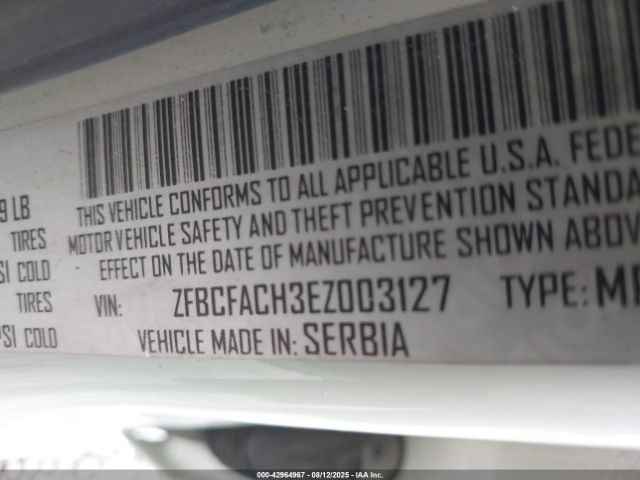 9 LB
THIS VEHICLE CONFORMS TO ALL APPLICABLE U.S.A. FEDE
TIRES MOTOR VEHICLE SAFETY AND THEFT PREVENTION STANDA
SI COLD EFFECT ON THE DATE OF MANUFACTURE SHOWN ABOV
TIRES VIN: ZFBCFACH3EZ003127 TYPE: M
PSI COLD VEHICLE MADE IN: SERBIA
000-42964967 - 08/12/2025 - IAA Inc.